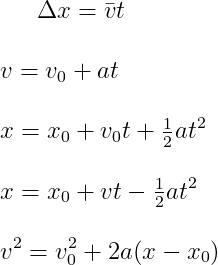 Δx = v̄t
v = v₀ + at
x = x₀ + v₀t + ½at²
x = x₀ + vt − ½at²
v² = v₀² + 2a(x − x₀)